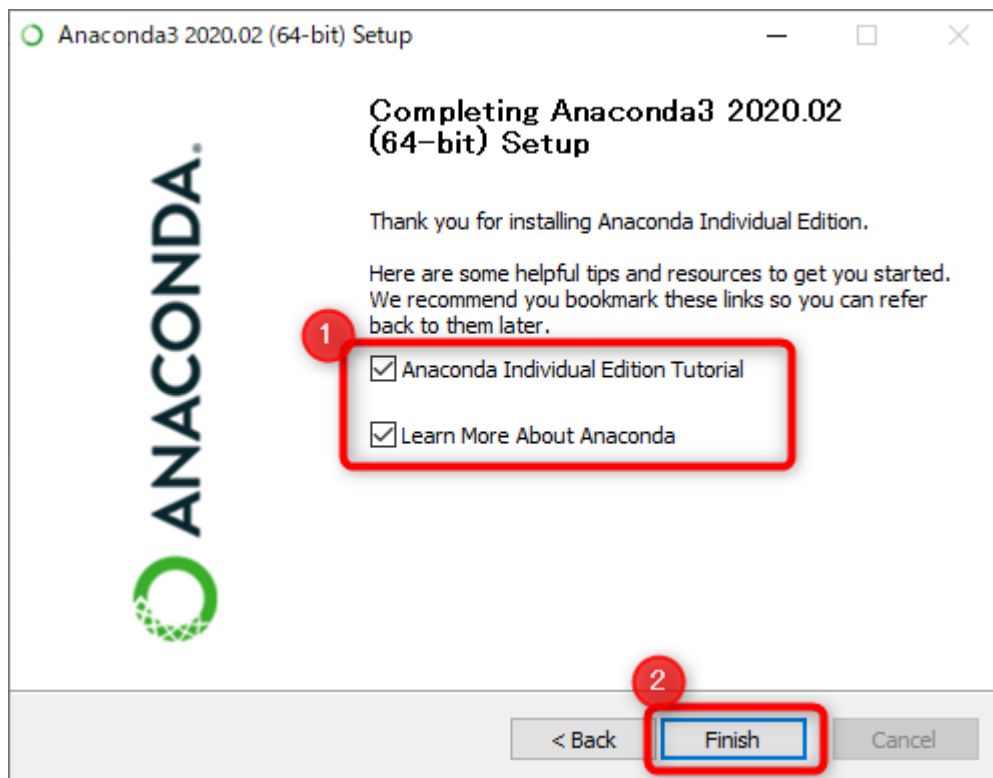 Anaconda3 2020.02 (64-bit) Setup
ANACONDA.
Completing Anaconda3 2020.02
(64-bit) Setup
Thank you for installing Anaconda Individual Edition.
Here are some helpful tips and resources to get you started.
We recommend you bookmark these links so you can refer
back to them later.
1
Anaconda Individual Edition Tutorial
Learn More About Anaconda
2
< Back Finish Cancel